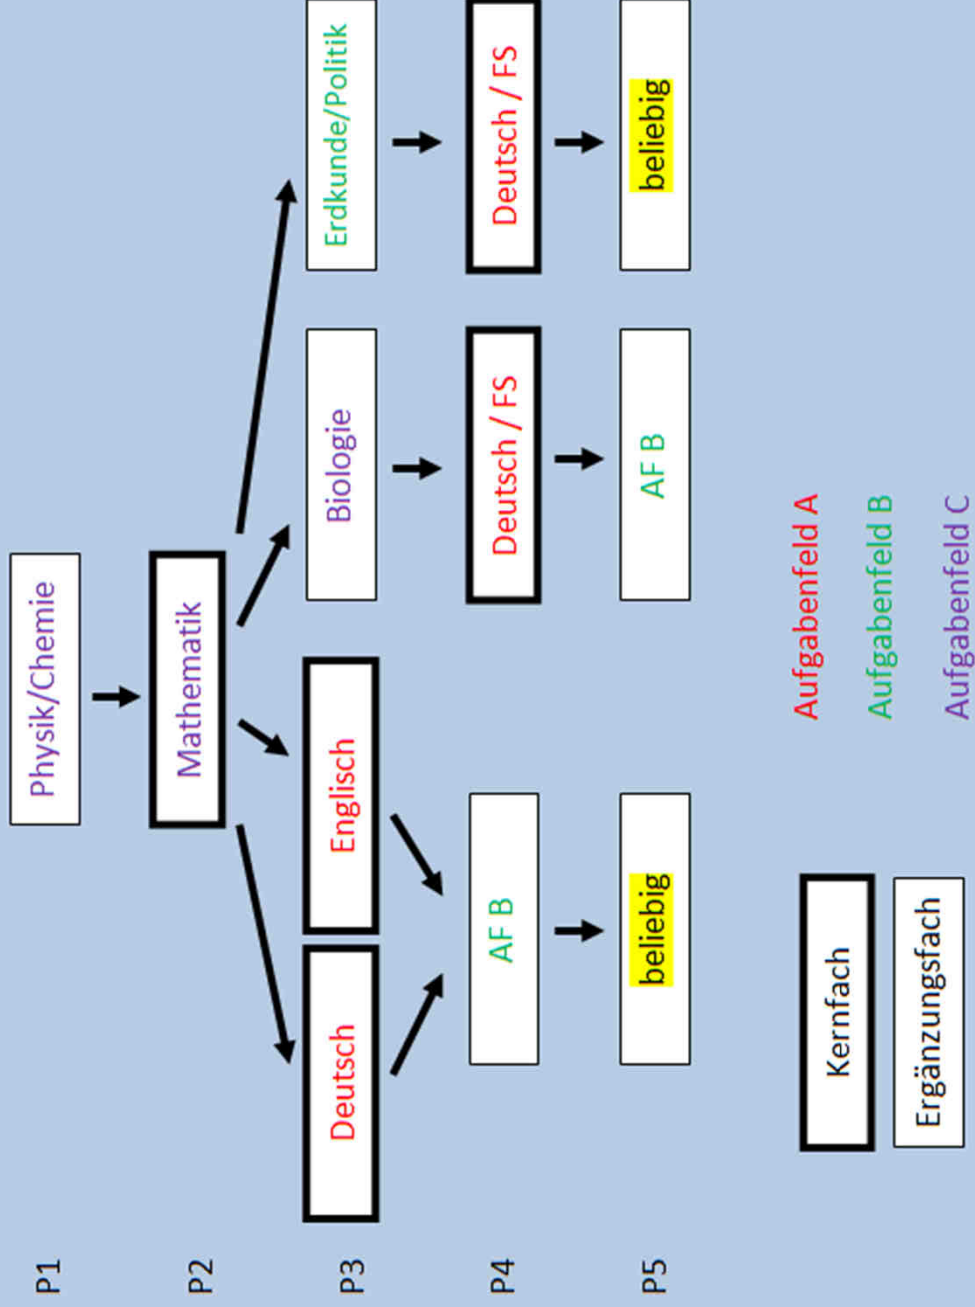 P1
Physik/Chemie
P2
Mathematik
P3
Deutsch
Englisch
Biologie
Erdkunde/Politik
P4
AF B
Deutsch / FS
Deutsch / FS
P5
beliebig
AF B
beliebig
Kernfach
Ergänzungsfach
Aufgabenfeld A
Aufgabenfeld B
Aufgabenfeld C